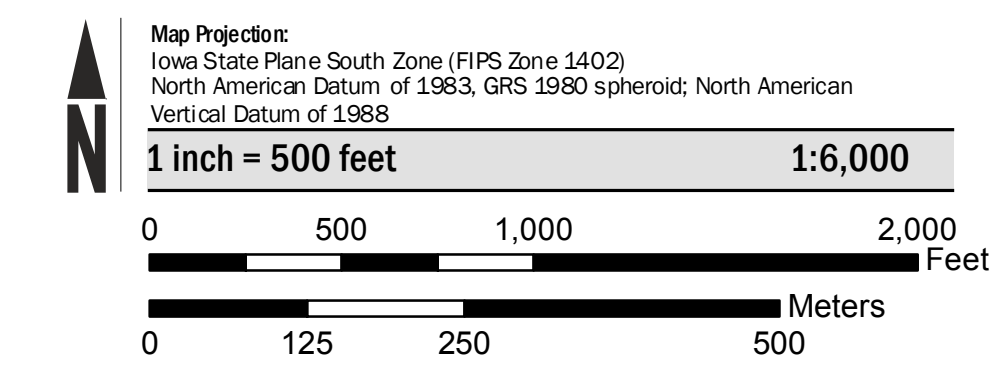 Map Projection:
Iowa State Plane South Zone (FIPS Zone 1402)
North American Datum of 1983, GRS 1980 spheroid; North American
Vertical Datum of 1988
N
1 inch = 500 feet 1:6,000
0 500 1,000 2,000
Feet
Meters
0 125 250 500